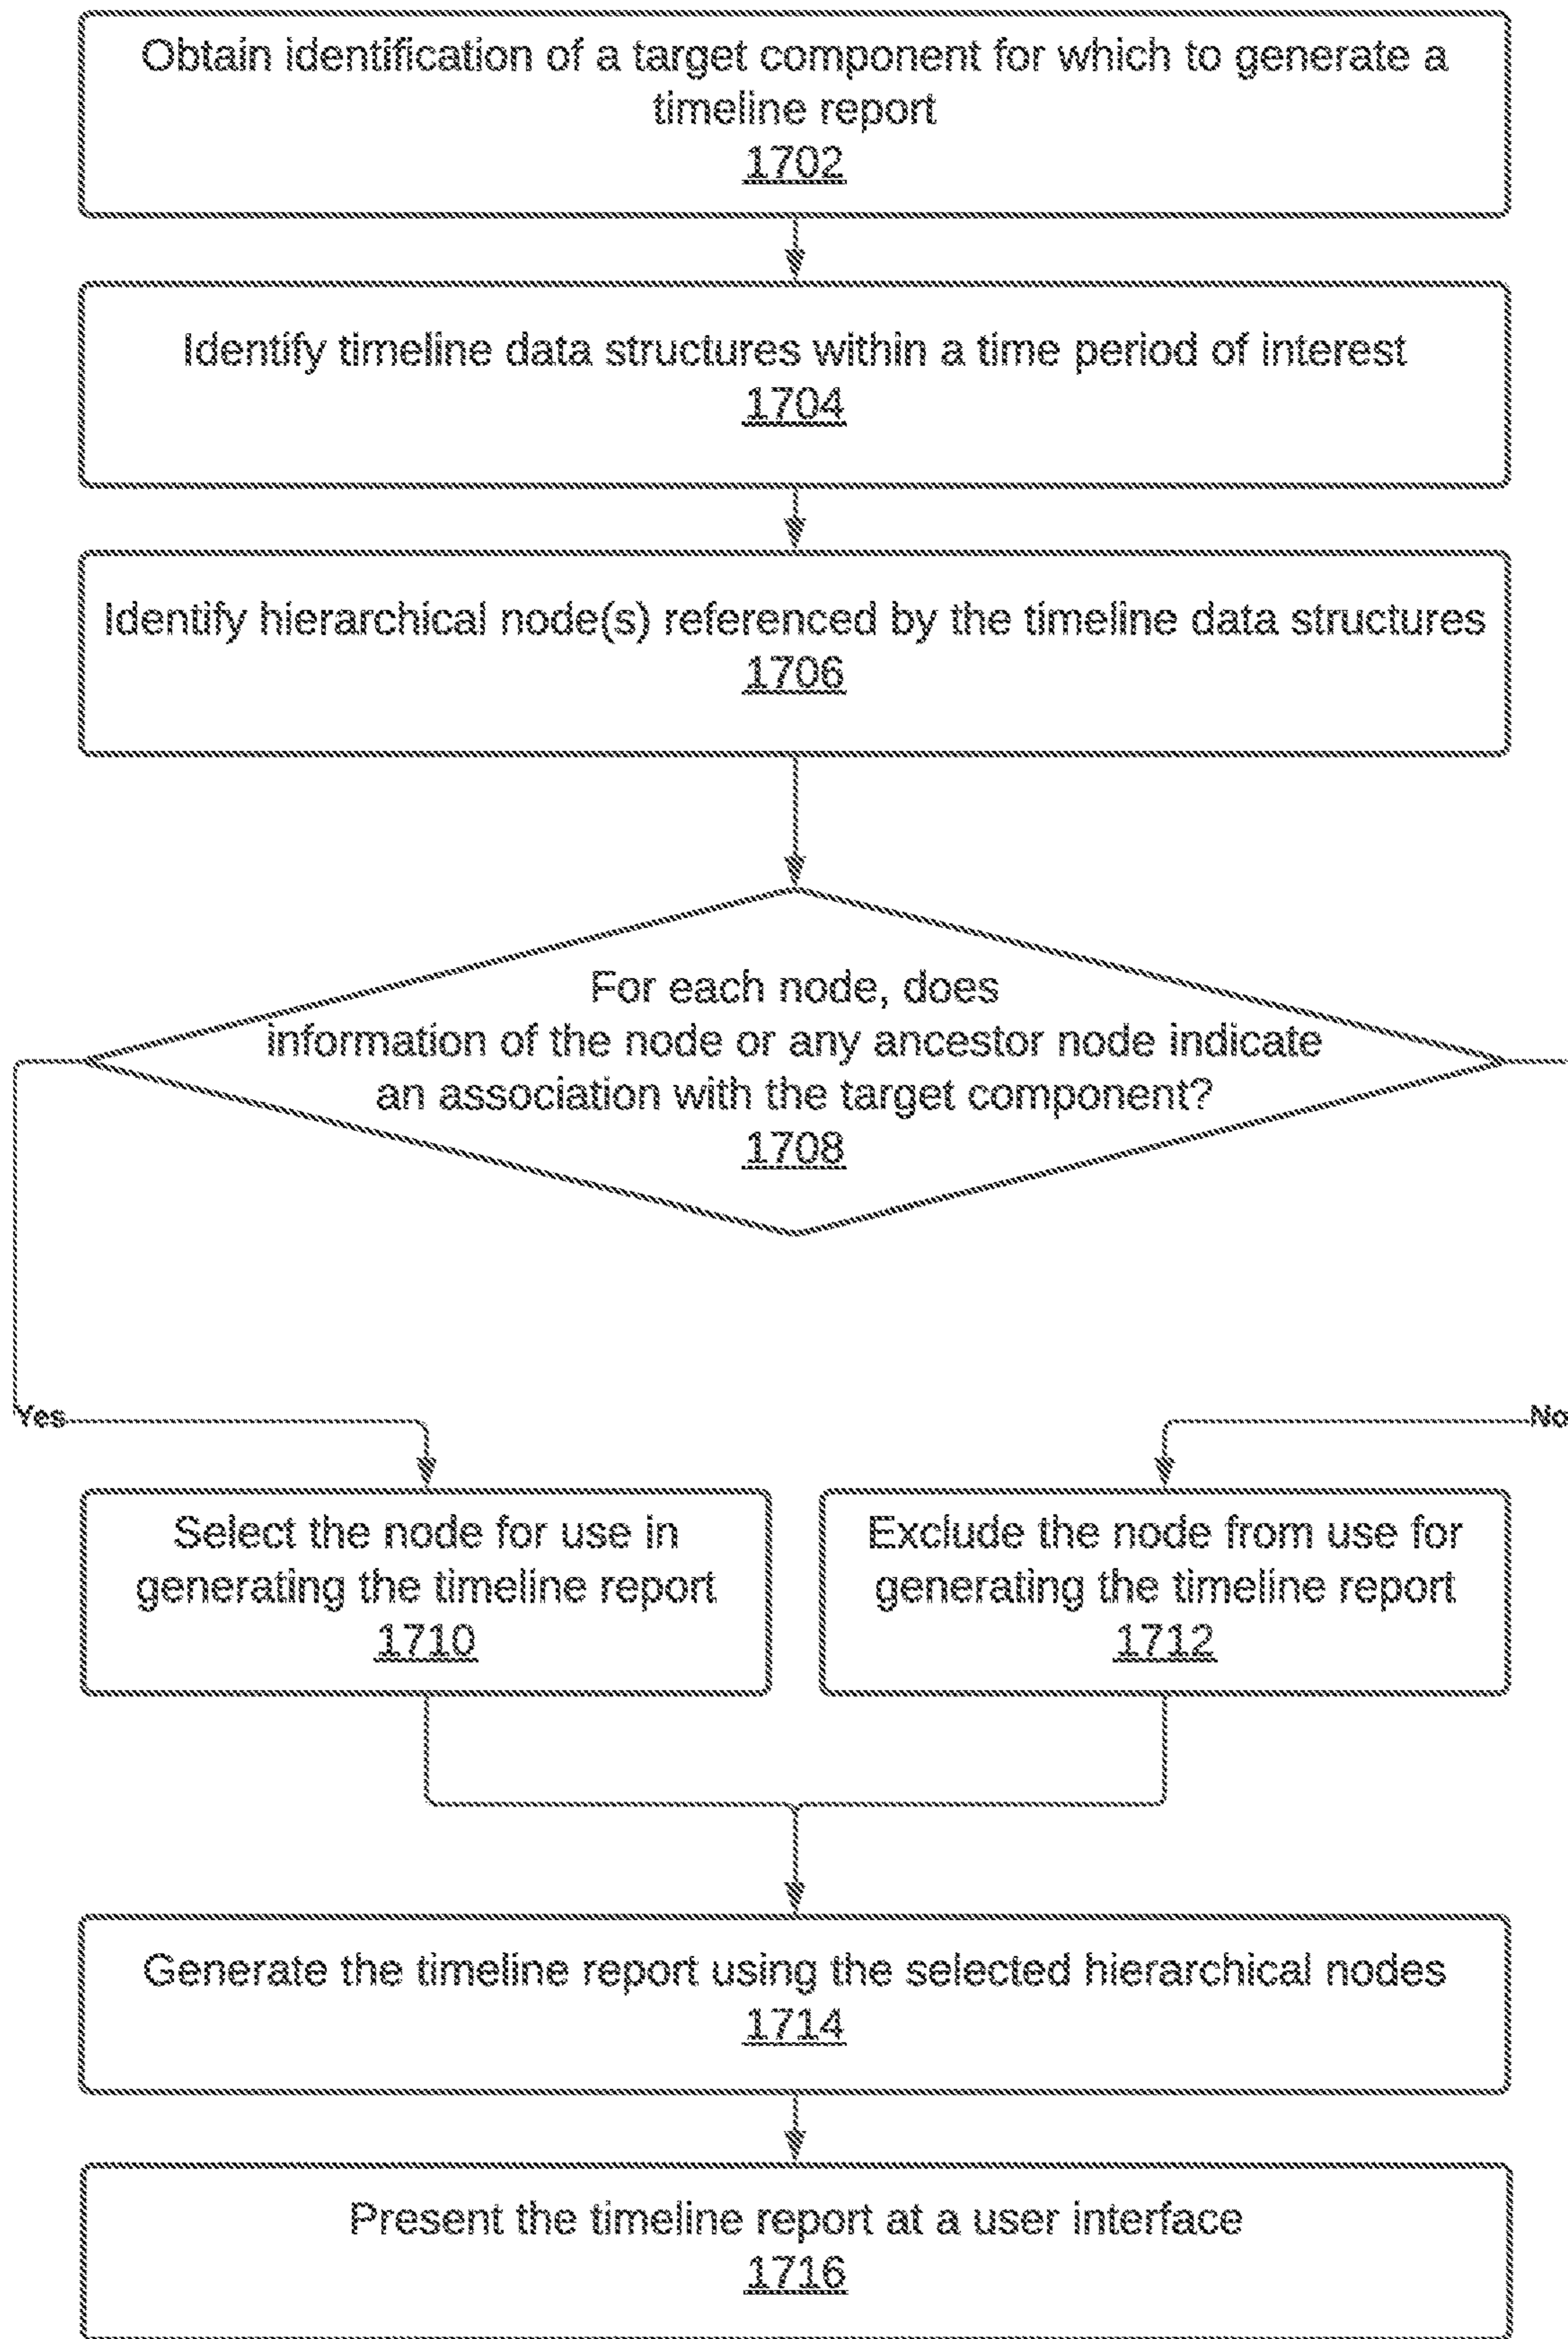 Obtain identification of a target component for which to generate a
timeline report
1702
Identify timeline data structures within a time period of interest
1704
Identify hierarchical node(s) referenced by the timeline data structures
1706
For each node, does
information of the node or any ancestor node indicate
an association with the target component?
1708
Yes
No
Select the node for use in
generating the timeline report
1710
Exclude the node from use for
generating the timeline report
1712
Generate the timeline report using the selected hierarchical nodes
1714
Present the timeline report at a user interface
1716